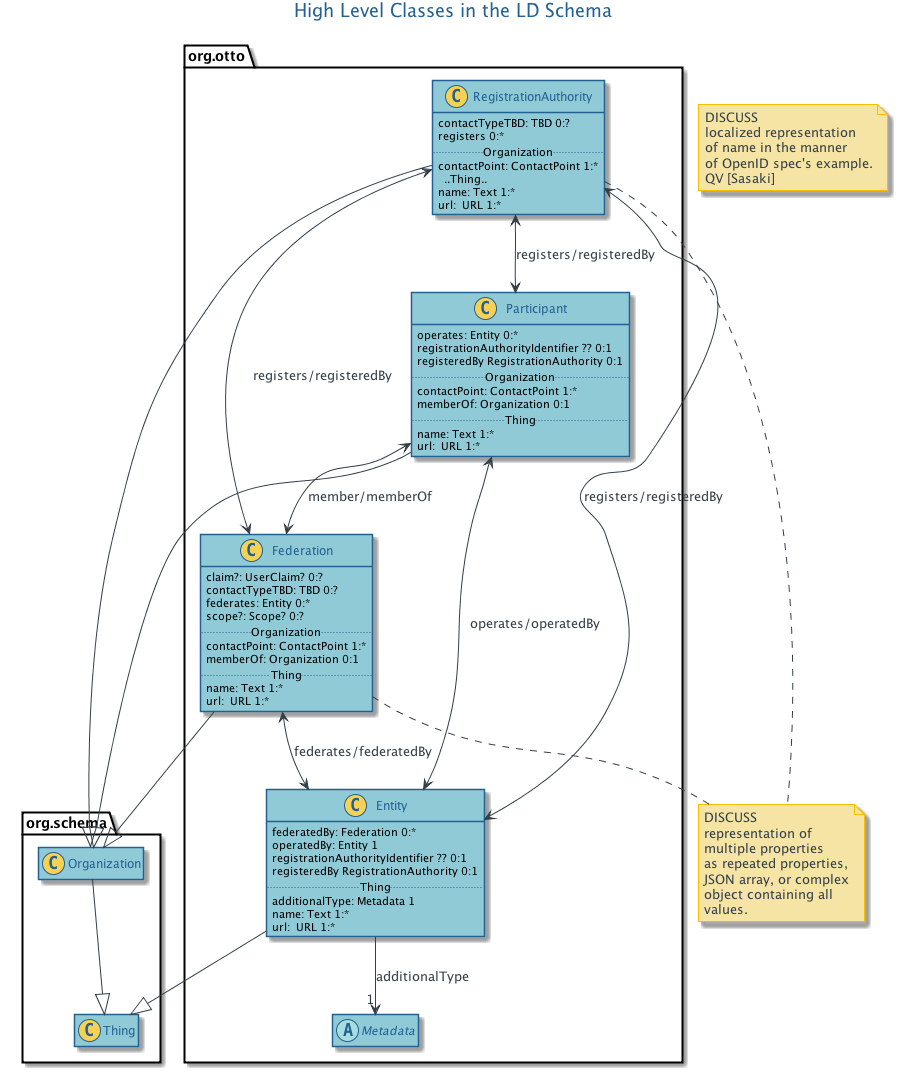 High Level Classes in the LD Schema
org.otto
C RegistrationAuthority
contactTypeTBD: TBD 0:?
registers 0:*
Organization
contactPoint: ContactPoint 1:*
..Thing..
name: Text 1:*
url:  URL 1:*
DISCUSS
localized representation
of name in the manner
of OpenID spec's example.
QV [Sasaki]
registers/registeredBy
C Participant
operates: Entity 0:*
registrationAuthorityIdentifier ?? 0:1
registeredBy RegistrationAuthority 0:1
Organization
contactPoint: ContactPoint 1:*
memberOf: Organization 0:1
Thing
name: Text 1:*
url:  URL 1:*
registers/registeredBy
member/memberOf
registers/registeredBy
C Federation
claim?: UserClaim? 0:?
contactTypeTBD: TBD 0:?
federates: Entity 0:*
scope?: Scope? 0:?
Organization
contactPoint: ContactPoint 1:*
memberOf: Organization 0:1
Thing
name: Text 1:*
url:  URL 1:*
operates/operatedBy
federates/federatedBy
C Entity
federatedBy: Federation 0:*
operatedBy: Entity 1
registrationAuthorityIdentifier ?? 0:1
registeredBy RegistrationAuthority 0:1
Thing
additionalType: Metadata 1
name: Text 1:*
url:  URL 1:*
DISCUSS
representation of
multiple properties
as repeated properties,
JSON array, or complex
object containing all
values.
org.schema
C Organization
additionalType
1
C Thing
A Metadata